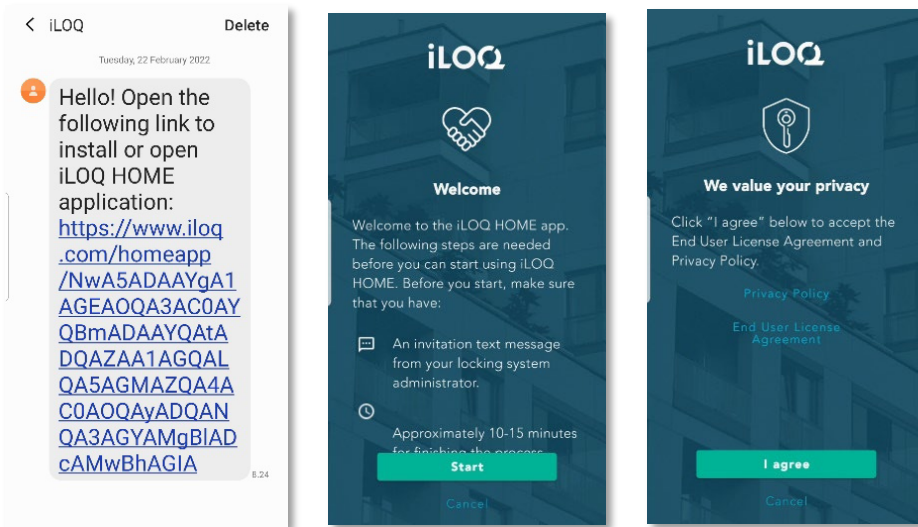 iLOQ
Delete
Tuesday, 22 February 2022
Hello! Open the
following link to
install or open
iLOQ HOME
application:
https://www.iloq
.com/homeapp
/NwA5ADAAYgA1
AGEAOQA3AC0AY
QBmADAAYQAtA
DQAZAA1AGQAL
QA5AGMAZQA4A
C0AOQAyADQAN
QA3AGYAMgBlAD
cAMwBhAGIA
8.24
iLOQ
Welcome
Welcome to the iLOQ HOME app.
The following steps are needed
before you can start using iLOQ
HOME. Before you start, make sure
that you have:
An invitation text message
from your locking system
administrator.
Approximately 10-15 minutes
for finishing the process
Start
Cancel
iLOQ
We value your privacy
Click "I agree" below to accept the
End User License Agreement and
Privacy Policy.
Privacy Policy
End User License
Agreement
I agree
Cancel